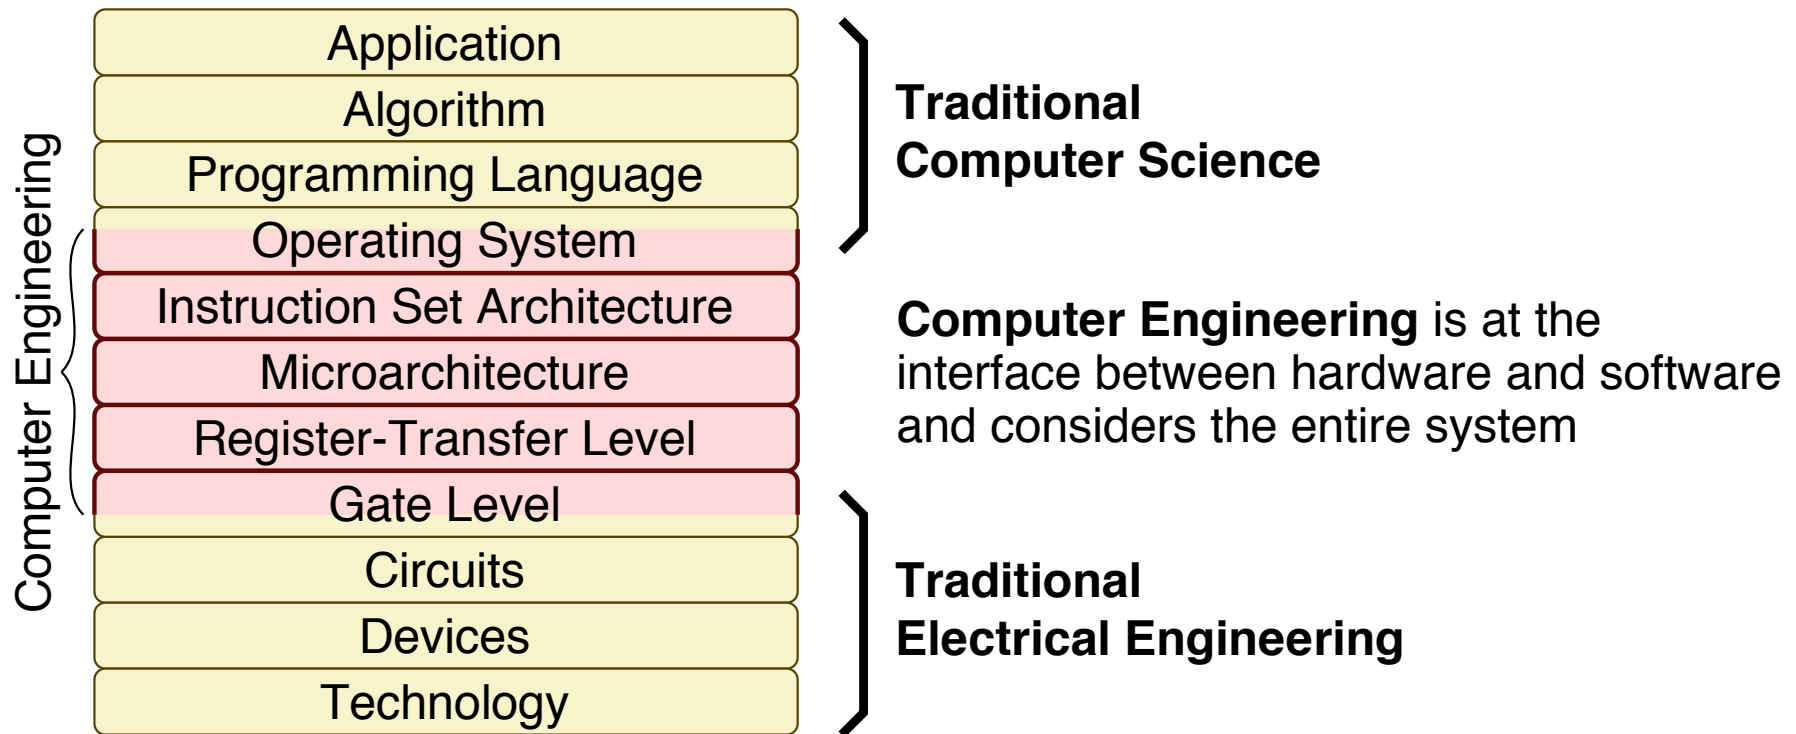 Computer Engineering
Application
Algorithm
Programming Language
Operating System
Instruction Set Architecture
Microarchitecture
Register-Transfer Level
Gate Level
Circuits
Devices
Technology
Traditional
Computer Science
Computer Engineering is at the
interface between hardware and software
and considers the entire system
Traditional
Electrical Engineering